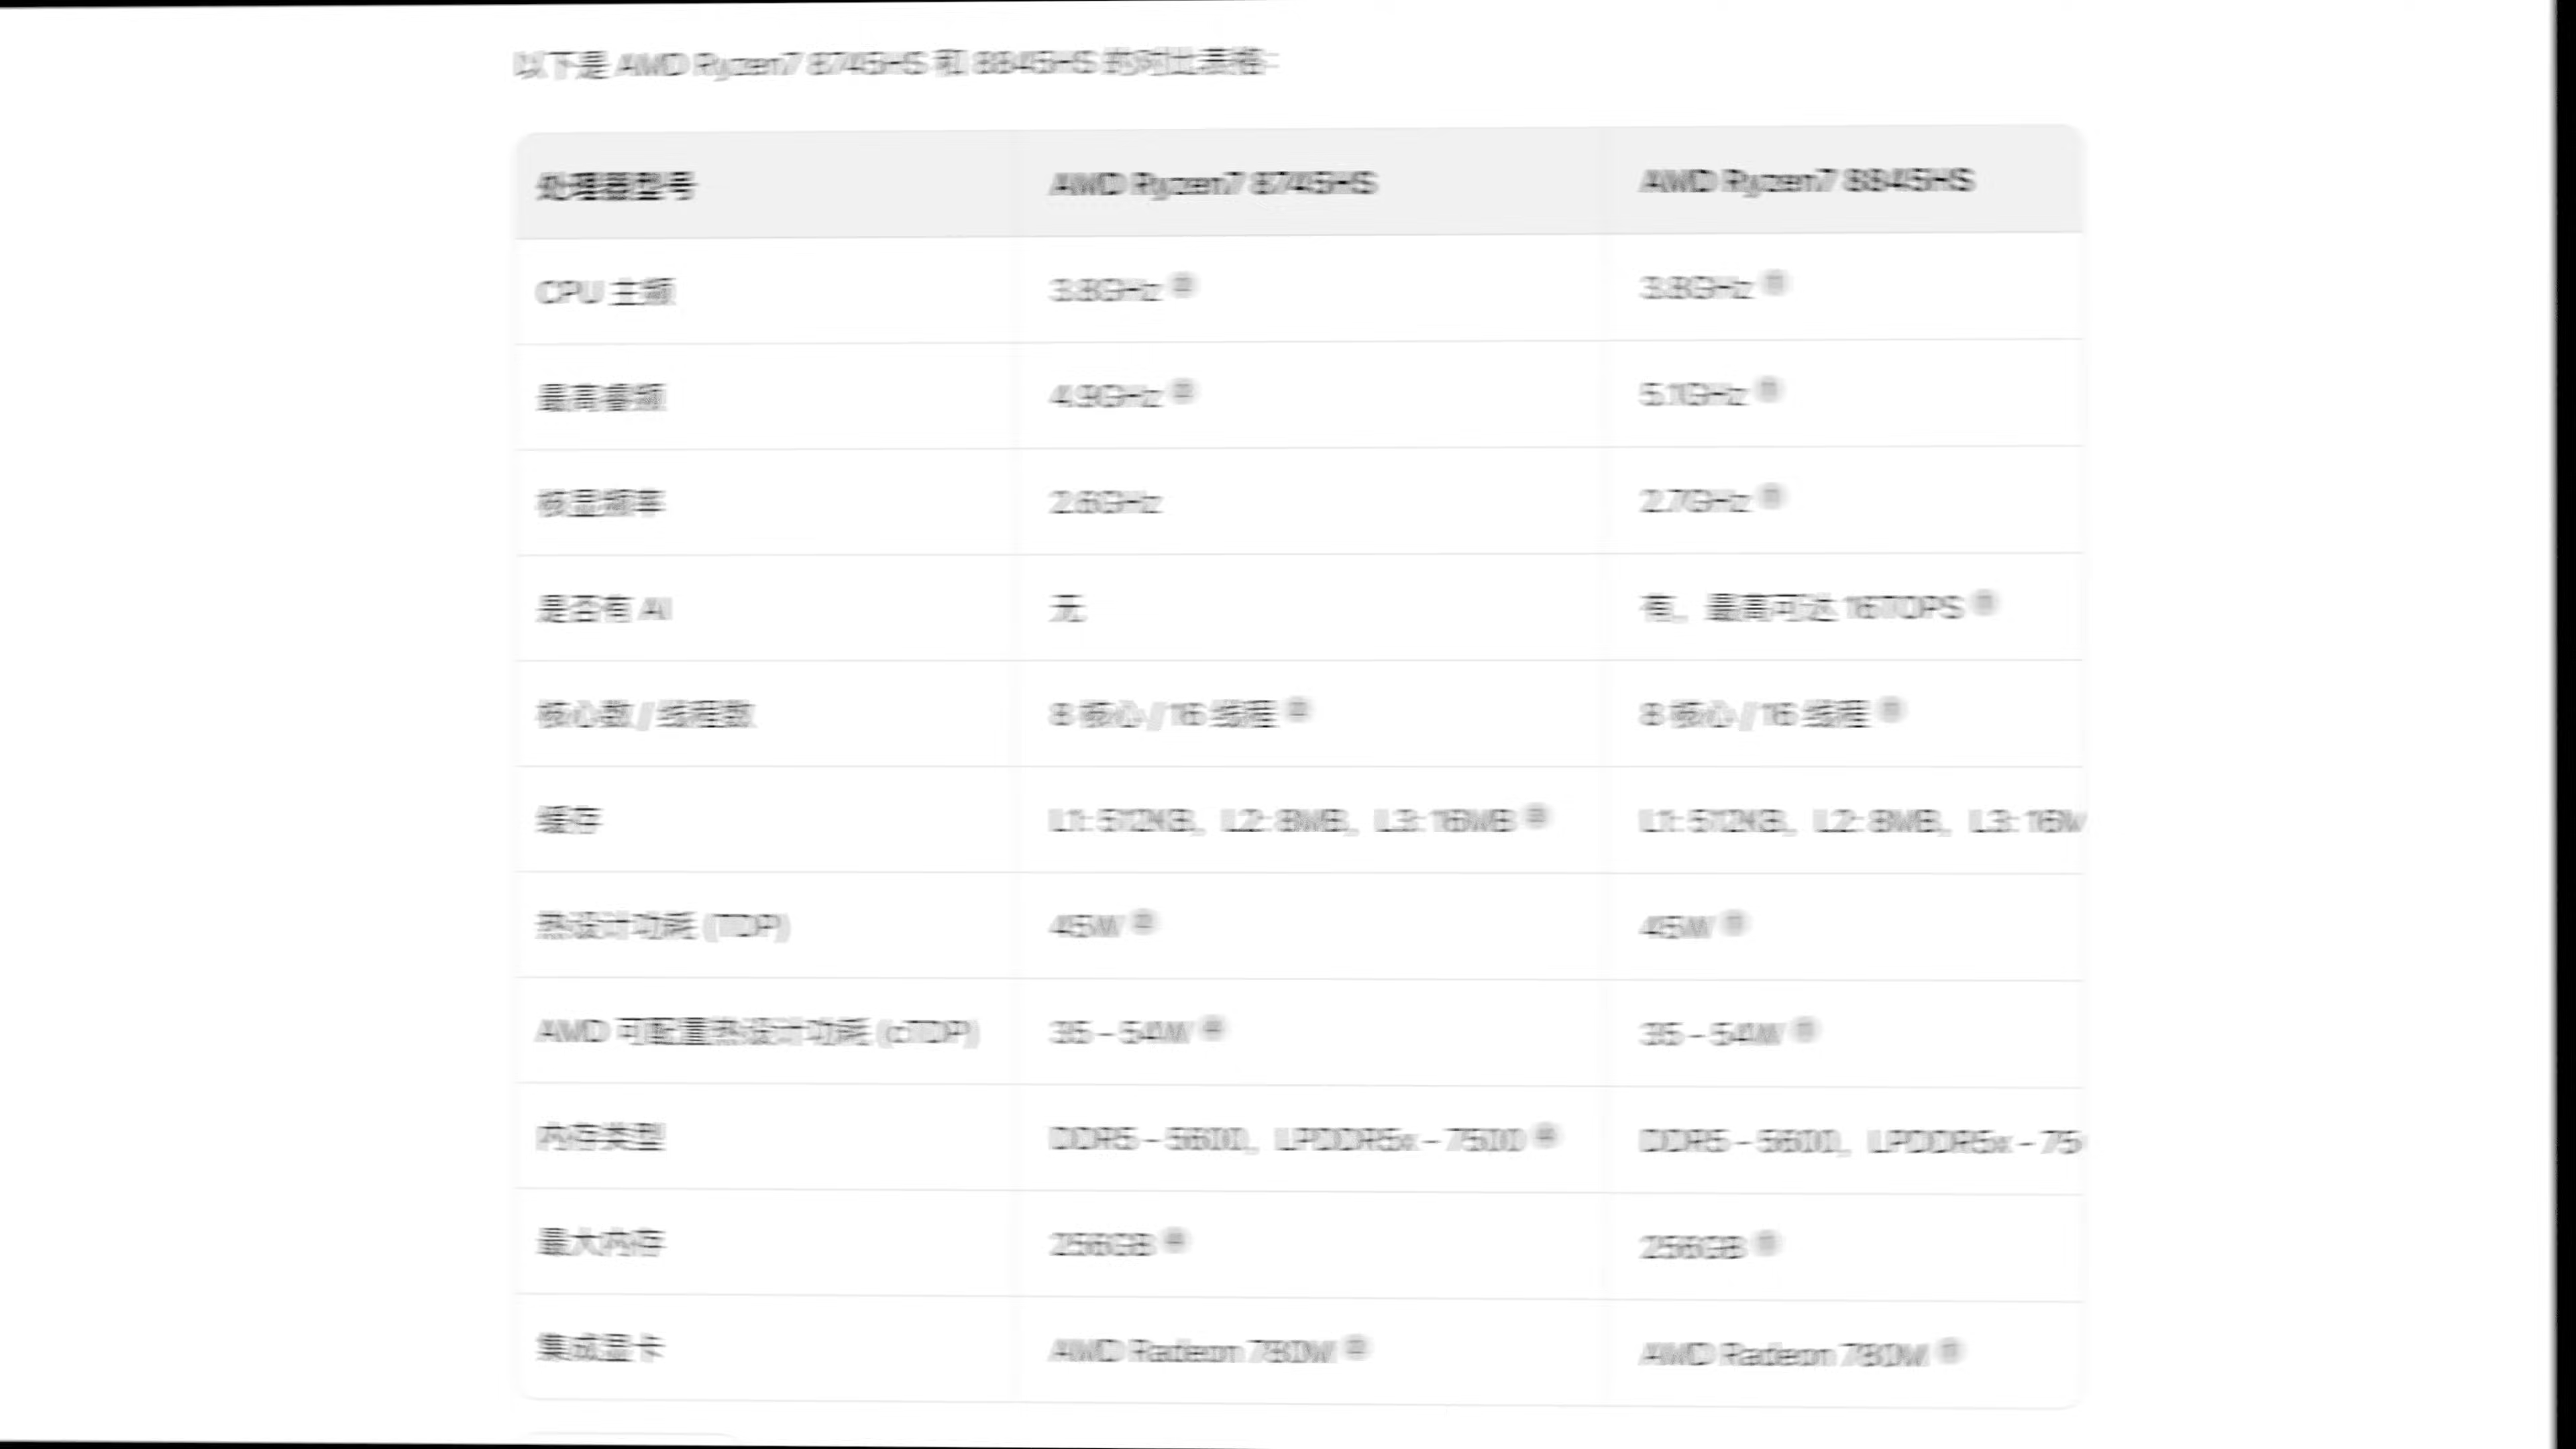 以下是 AMD Ryzen7 8745HS 和 8845HS 的对比表格：
处理器型号 AMD Ryzen7 8745HS AMD Ryzen7 8845HS
CPU 主频 3.8GHz 3.8GHz
最高睿频 4.9GHz 5.1GHz
核显频率 2.6GHz 2.7GHz
是否有 AI 无 有，最高可达 16TOPS
核心数 / 线程数 8 核心 / 16 线程 8 核心 / 16 线程
缓存 L1: 512KB，L2: 8MB，L3: 16MB L1: 512KB，L2: 8MB，L3: 16M
热设计功耗 (TDP) 45W 45W
AMD 可配置热设计功耗 (cTDP) 35 – 54W 35 – 54W
内存类型 DDR5 – 5600，LPDDR5x – 7500 DDR5 – 5600，LPDDR5x – 75
最大内存 256GB 256GB
集成显卡 AMD Radeon 780M AMD Radeon 780M